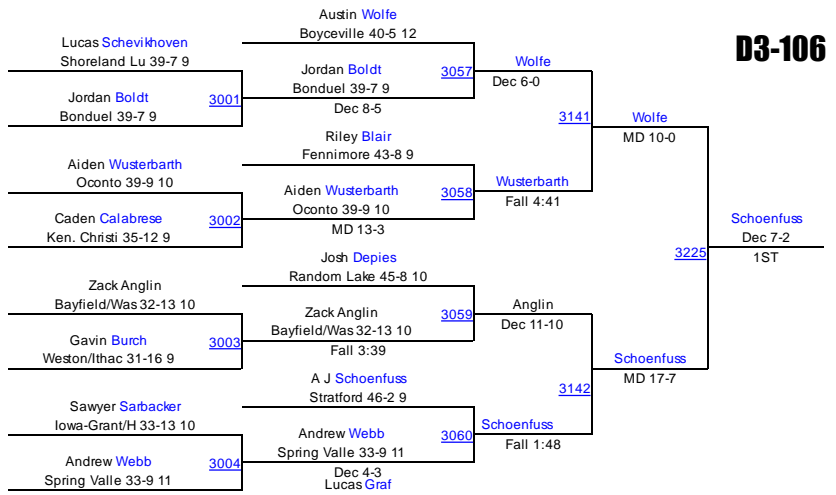 D3-106
Lucas Schevikhoven
Shoreland Lu 39-7 9
3001
Jordan Boldt
Bonduel 39-7 9
Aiden Wusterbarth
Oconto 39-9 10
3002
Caden Calabrese
Ken. Christi 35-12 9
Zack Anglin
Bayfield/Was 32-13 10
3003
Gavin Burch
Weston/Ithac 31-16 9
Sawyer Sarbacker
Iowa-Grant/H 33-13 10
3004
Andrew Webb
Spring Valle 33-9 11
Austin Wolfe
Boyceville 40-5 12
3057
Jordan Boldt
Bonduel 39-7 9
Dec 8-5
Riley Blair
Fennimore 43-8 9
3058
Aiden Wusterbarth
Oconto 39-9 10
MD 13-3
Josh Depies
Random Lake 45-8 10
3059
Zack Anglin
Bayfield/Was 32-13 10
Fall 3:39
A J Schoenfuss
Stratford 46-2 9
3060
Andrew Webb
Spring Valle 33-9 11
Dec 4-3
Lucas Graf
Wolfe
Dec 6-0
3141
Wusterbarth
Fall 4:41
Anglin
Dec 11-10
3142
Schoenfuss
Fall 1:48
Wolfe
MD 10-0
3225
Schoenfuss
MD 17-7
Schoenfuss
Dec 7-2
1ST